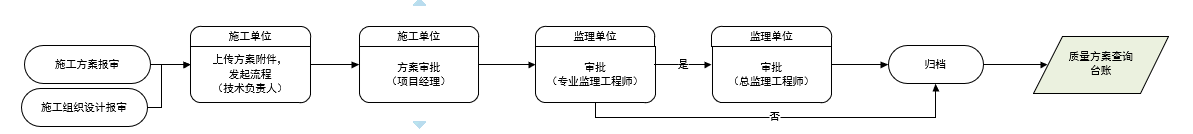 施工方案报审
施工组织设计报审
施工单位
上传方案附件，
发起流程
（技术负责人）
施工单位
方案审批
（项目经理）
监理单位
审批
（专业监理工程师）
是
监理单位
审批
（总监理工程师）
否
归档
质量方案查询
台账